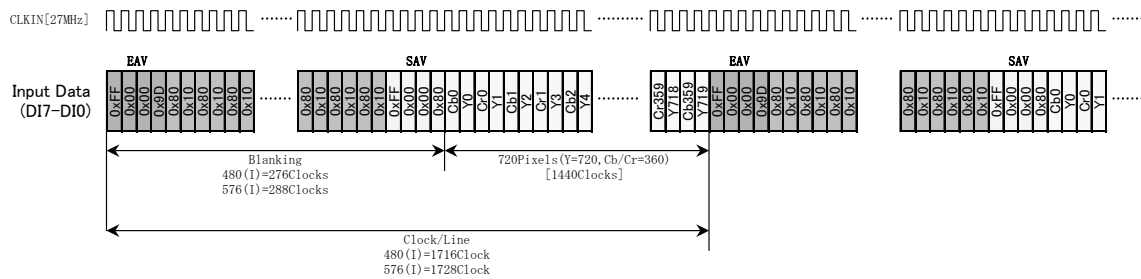 CLKIN[27MHz]
EAV SAV EAV SAV
Input Data
(DI7-DI0)
0xFF 0x00 0x00 0x9D 0x80 0x10 0x80 0x10 0x80 0x10
0x80 0x10 0x80 0x10 0x80 0x10 0xFF 0x00 0x00 0x80 Cb0 Y0 Cr0 Y1 Cb1 Y2 Cr1 Y3 Cb2 Y4
Cr359 Y718 Cb359 Y719 0xFF 0x00 0x00 0x9D 0x80 0x10 0x80 0x10 0x80 0x10
0x80 0x10 0x80 0x10 0x80 0x10 0xFF 0x00 0x00 0x80 Cb0 Y0 Cr0 Y1
Blanking
480(I)=276Clocks
576(I)=288Clocks
720Pixels(Y=720, Cb/Cr=360)
[1440Clocks]
Clock/Line
480(I)=1716Clock
576(I)=1728Clock